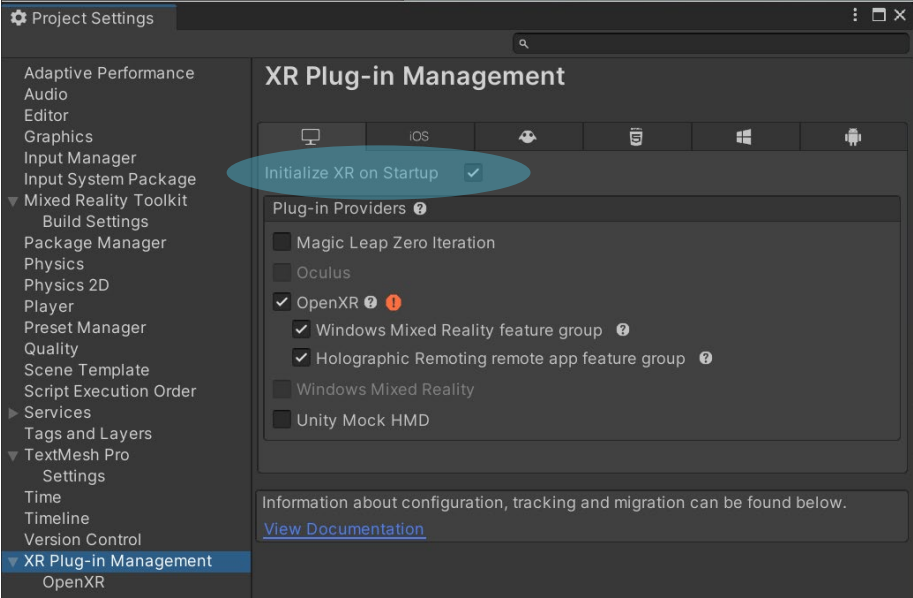 Project Settings
Adaptive Performance
Audio
Editor
Graphics
Input Manager
Input System Package
Mixed Reality Toolkit
Build Settings
Package Manager
Physics
Physics 2D
Player
Preset Manager
Quality
Scene Template
Script Execution Order
Services
Tags and Layers
TextMesh Pro
Settings
Time
Timeline
Version Control
XR Plug-in Management
OpenXR
XR Plug-in Management
iOS
Initialize XR on Startup
Plug-in Providers
Magic Leap Zero Iteration
Oculus
OpenXR
Windows Mixed Reality feature group
Holographic Remoting remote app feature group
Windows Mixed Reality
Unity Mock HMD
Information about configuration, tracking and migration can be found below.
View Documentation